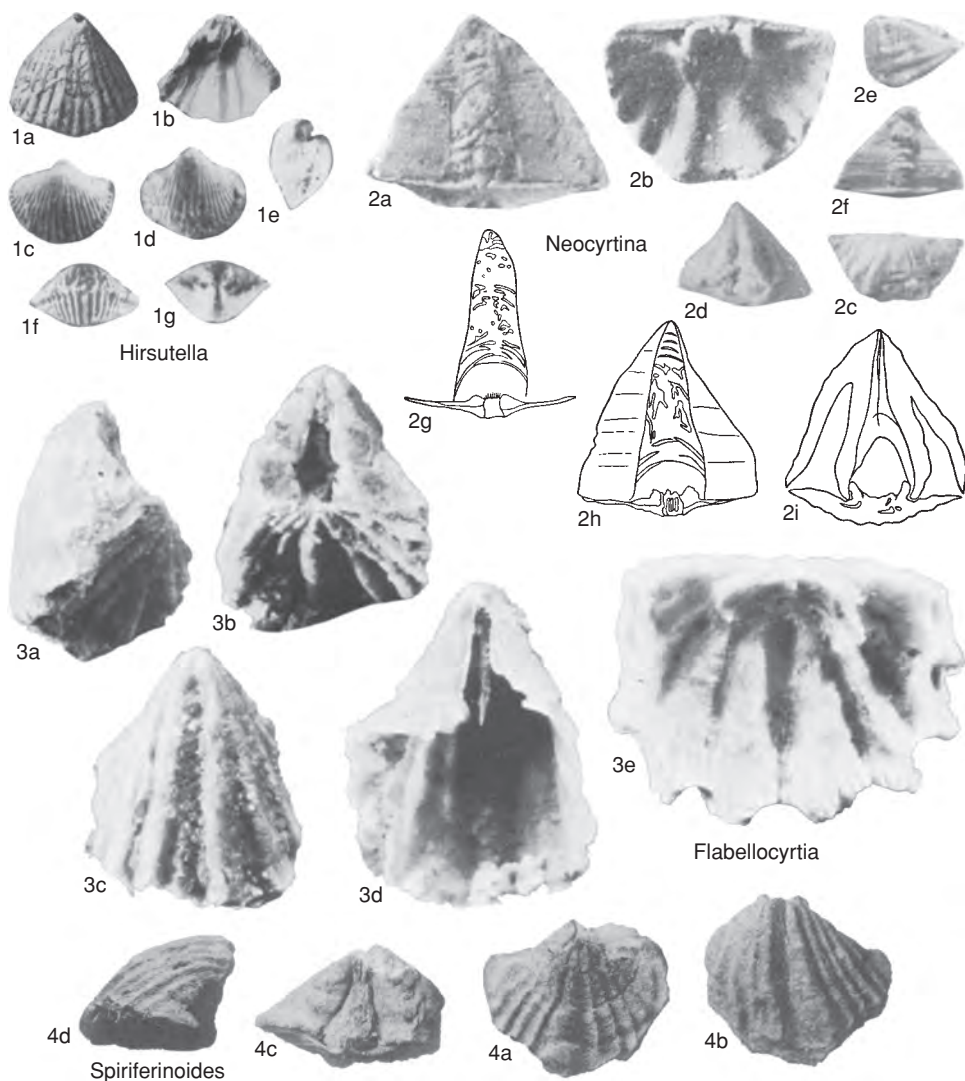 1a
1b
1c
1d
1e
1f
1g
Hirsutella
2a
2b
2e
2f
2d
2c
Neocyrtina
2g
2h
2i
3a
3b
3c
3d
3e
Flabellocyrtia
4d
4c
4a
4b
Spiriferinoides